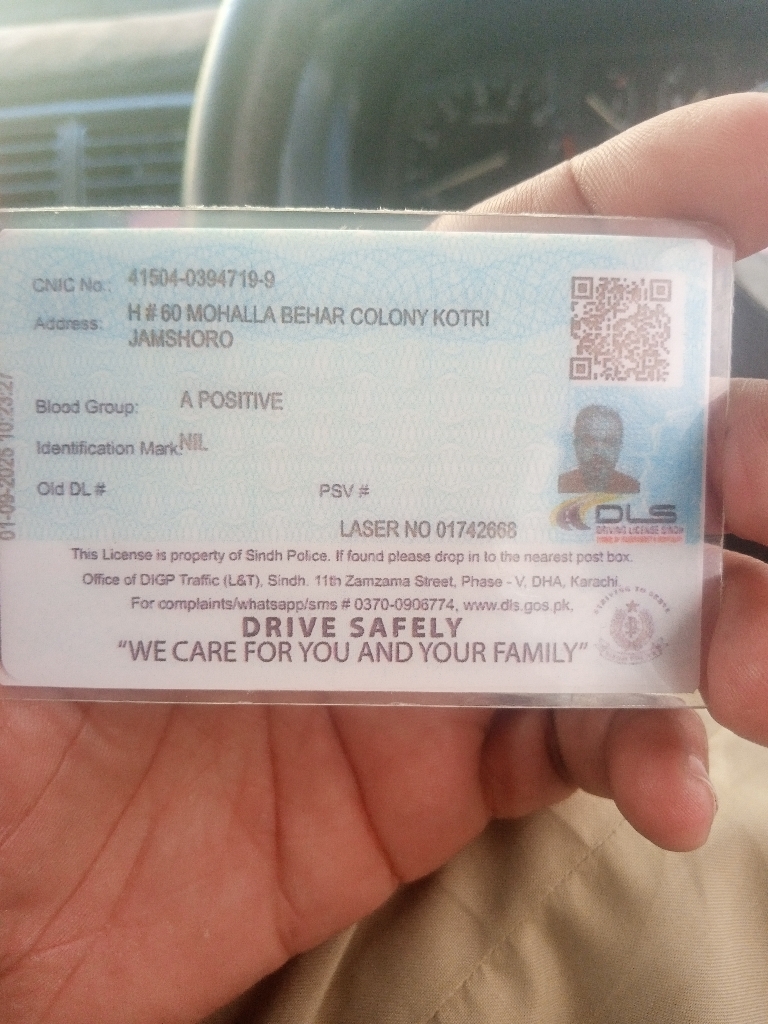 CNIC No.: 41504-0394719-9
Address: H # 60 MOHALLA BEHAR COLONY KOTRI
JAMSHORO
Blood Group: A POSITIVE
Identification Mark: NIL
Old DL # PSV #
01-09-2025 10:23:27
LASER NO 01742668
DLS
DRIVING LICENSE SINDH
This License is property of Sindh Police. If found please drop in to the nearest post box.
Office of DIGP Traffic (L&T), Sindh. 11th Zamzama Street, Phase - V, DHA, Karachi.
For complaints/whatsapp/sms # 0370-0906774, www.dls.gos.pk.
DRIVE SAFELY
"WE CARE FOR YOU AND YOUR FAMILY"